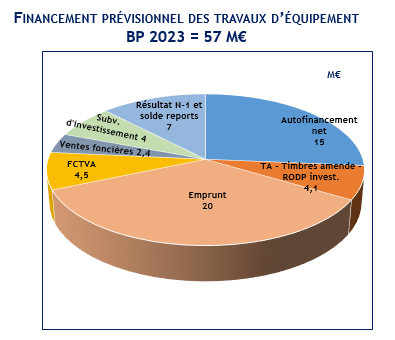 FINANCEMENT PRÉVISIONNEL DES TRAVAUX D'ÉQUIPEMENT
BP 2023 = 57 M€
M€
Autofinancement
net
15
TA - Timbres amende -
RODP invest.
4,1
Emprunt
20
FCTVA
4,5
Ventes foncières 2,4
Subv.
d'investissement 4
Résultat N-1 et
solde reports
7